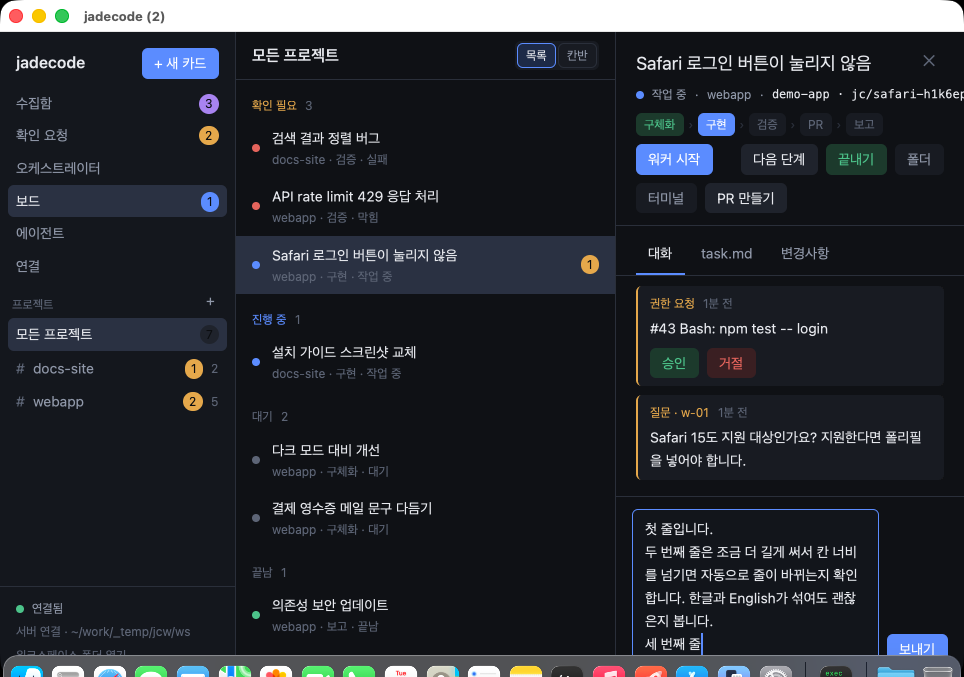 jadecode (2)
jadecode
+ 새 카드
수집함 3
확인 요청 2
오케스트레이터
보드 1
에이전트
연결
프로젝트 +
모든 프로젝트 7
# docs-site 1 2
# webapp 2 5
연결됨
서버 연결 · ~/work/_temp/jcw/ws
워크스페이스 폴더 열기
모든 프로젝트
목록 칸반
확인 필요 3
검색 결과 정렬 버그
docs-site · 검증 · 실패
API rate limit 429 응답 처리
webapp · 검증 · 막힘
Safari 로그인 버튼이 눌리지 않음
webapp · 구현 · 작업 중
1
진행 중 1
설치 가이드 스크린샷 교체
docs-site · 구현 · 작업 중
대기 2
다크 모드 대비 개선
webapp · 구체화 · 대기
결제 영수증 메일 문구 다듬기
webapp · 구체화 · 대기
끝남 1
의존성 보안 업데이트
webapp · 보고 · 끝남
Safari 로그인 버튼이 눌리지 않음
작업 중 · webapp · demo-app · jc/safari-h1k6ep
구체화 › 구현 › 검증 › PR › 보고
워커 시작 다음 단계 끝내기 폴더
터미널 PR 만들기
대화 task.md 변경사항
권한 요청 1분 전
#43 Bash: npm test -- login
승인 거절
질문 · w-01 1분 전
Safari 15도 지원 대상인가요? 지원한다면 폴리필
을 넣어야 합니다.
첫 줄입니다.
두 번째 줄은 조금 더 길게 써서 칸 너비
를 넘기면 자동으로 줄이 바뀌는지 확인
합니다. 한글과 English가 섞여도 괜찮
은지 봅니다.
세 번째 줄
보내기
Tue
exec